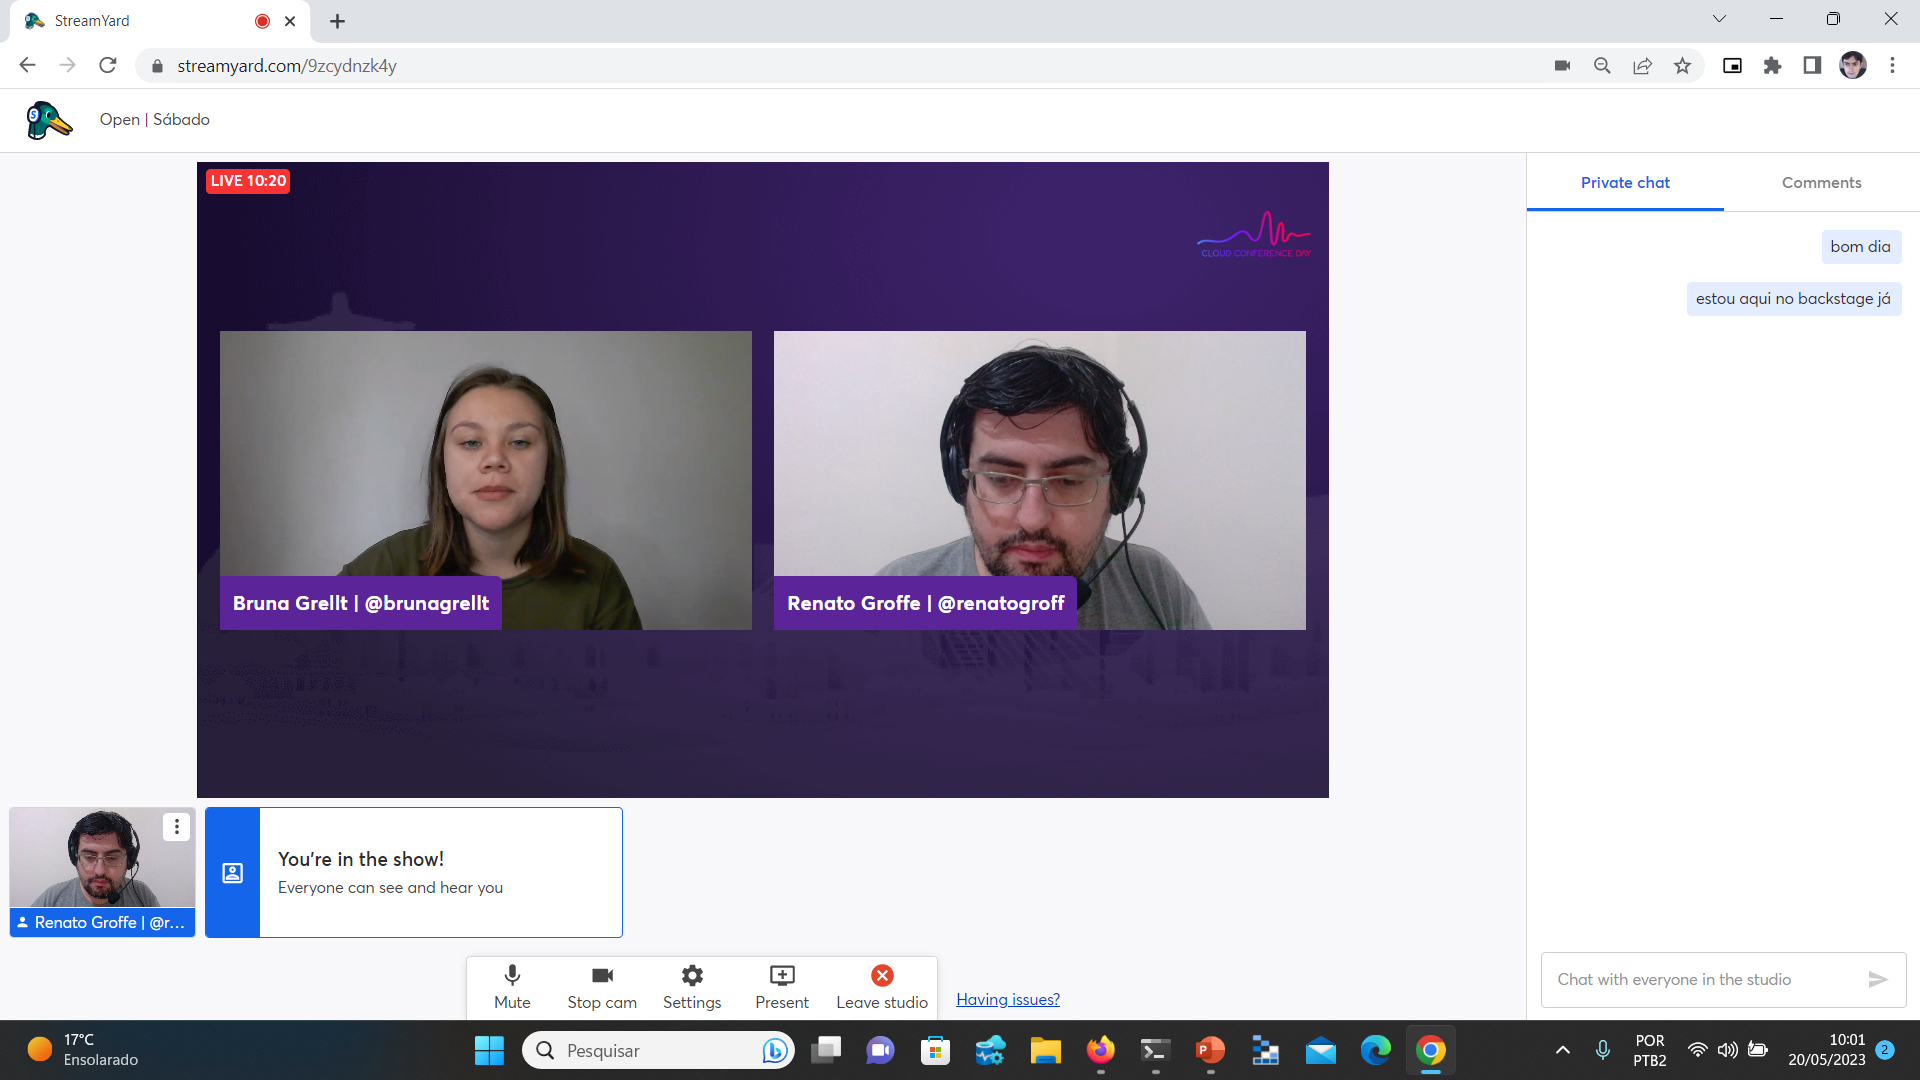 StreamYard
streamyard.com/9zcydnzk4y
Open | Sábado
LIVE 10:20
CLOUD CONFERENCE DAY
Bruna Grellt | @brunagrellt
Renato Groffe | @renatogroff
Private chat
Comments
bom dia
estou aqui no backstage já
Renato Groffe | @r...
You're in the show!
Everyone can see and hear you
Mute
Stop cam
Settings
Present
Leave studio
Having issues?
Chat with everyone in the studio
17°C
Ensolarado
Pesquisar
POR
PTB2
10:01
20/05/2023
2